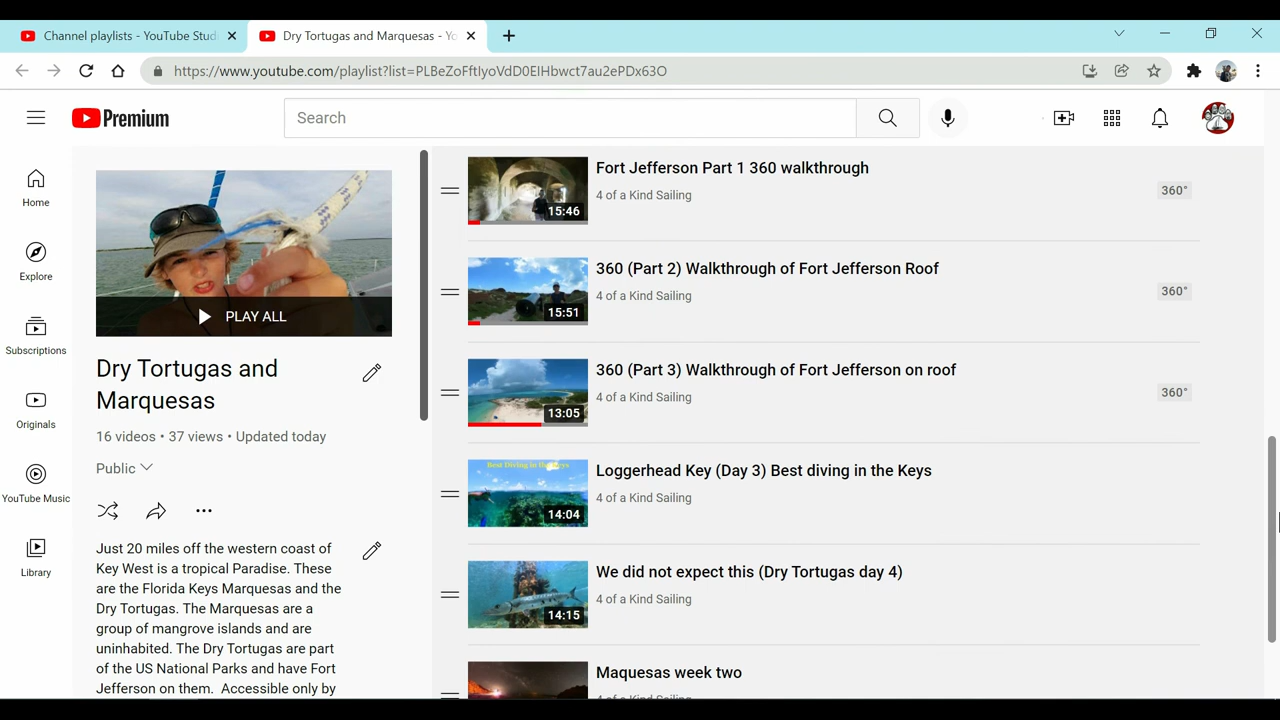 Channel playlists - YouTube Stud
Dry Tortugas and Marquesas - Yo
https://www.youtube.com/playlist?list=PLBeZoFftIyoVdD0EIHbwct7au2ePDx63O
Premium
Search
Home
Explore
Subscriptions
Originals
YouTube Music
Library
PLAY ALL
Dry Tortugas and
Marquesas
16 videos • 37 views • Updated today
Public
Just 20 miles off the western coast of
Key West is a tropical Paradise. These
are the Florida Keys Marquesas and the
Dry Tortugas. The Marquesas are a
group of mangrove islands and are
uninhabited. The Dry Tortugas are part
of the US National Parks and have Fort
Jefferson on them. Accessible only by
15:46
Fort Jefferson Part 1 360 walkthrough
4 of a Kind Sailing
360°
15:51
360 (Part 2) Walkthrough of Fort Jefferson Roof
4 of a Kind Sailing
360°
13:05
360 (Part 3) Walkthrough of Fort Jefferson on roof
4 of a Kind Sailing
360°
Best Diving in the Keys
14:04
Loggerhead Key (Day 3) Best diving in the Keys
4 of a Kind Sailing
14:15
We did not expect this (Dry Tortugas day 4)
4 of a Kind Sailing
Maquesas week two
4 of a Kind Sailing